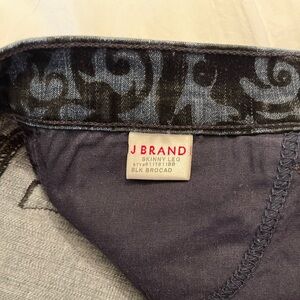 J BRAND
SKINNY LEG
BLK BROCAD